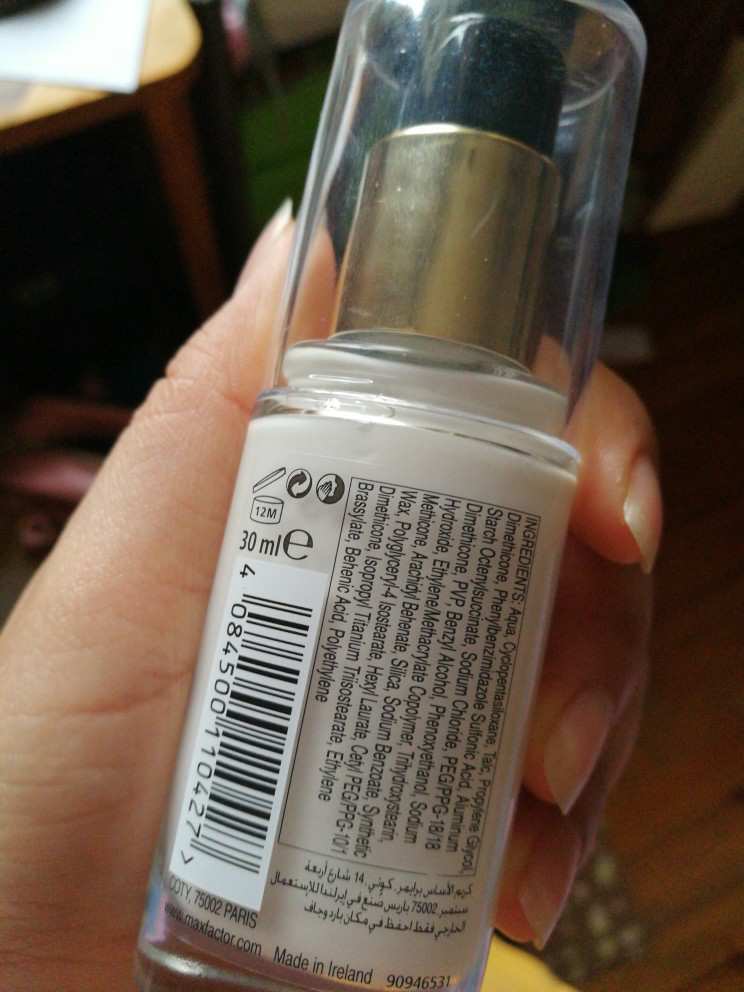 INGREDIENTS: Aqua, Cyclopentasiloxane, Talc, Propylene Glycol,
Dimethicone, Phenylbenzimidazole Sulfonic Acid, Aluminum
Starch Octenylsuccinate, Sodium Chloride, Aluminum
Dimethicone, PVP, Benzyl Alcohol, PEG/PPG-18/18
Hydroxide, Ethylene/Methacrylate Copolymer, Phenoxyethanol, Sodium
Methicone, Arachidyl Behenate, Silica, Trihydroxystearin,
Wax, Polyglyceryl-4 Isostearate, Sodium Benzoate, Synthetic
Dimethicone, Isopropyl Titanium Triisostearate, Hexyl Laurate, Cetyl PEG/PPG-10/1
Brassylate, Behenic Acid, Polyethylene, Ethylene
12M
30 ml e
4 084500 110427 >
كريم الأساس برايمر. كوتي، 14 شارع أربعة
سبتمبر 75002 باريس صنع في إيرلندا للاستعمال
الخارجي فقط احفظ في مكان بارد وجاف
COTY, 75002 PARIS
www.maxfactor.com Made in Ireland 90946531